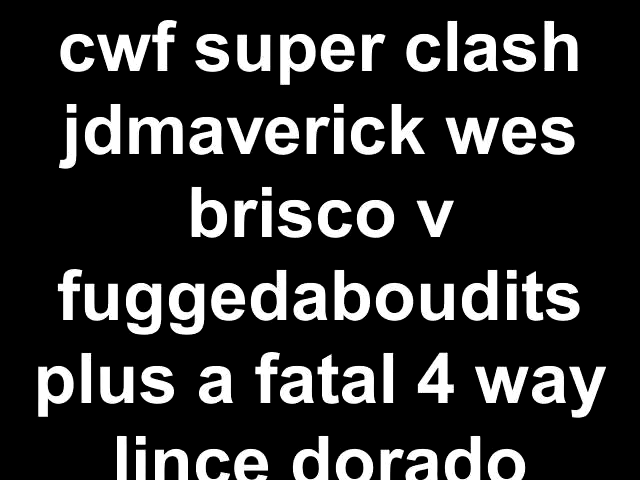 cwf super clash
jdmaverick wes
brisco v
fuggedaboudits
plus a fatal 4 way
lince dorado